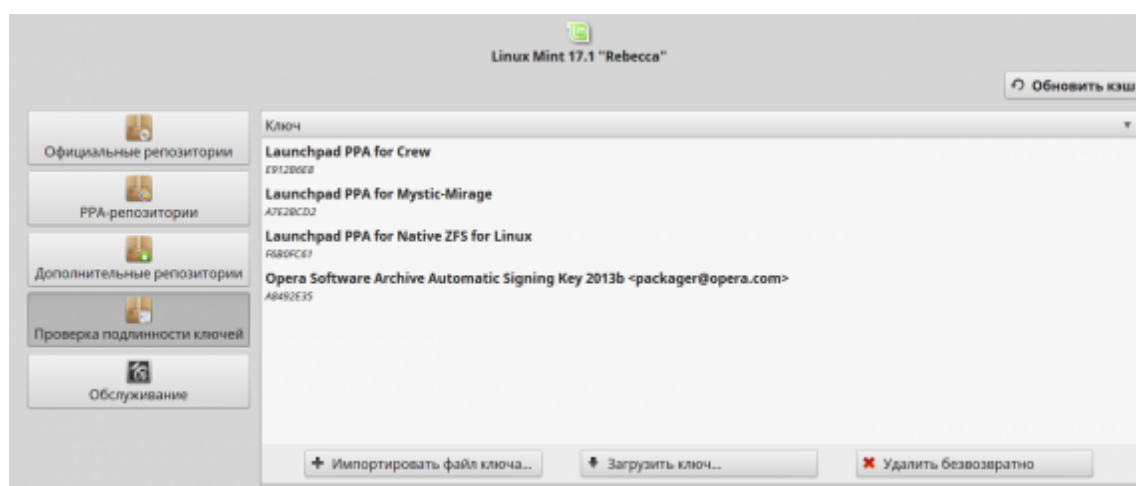 Linux Mint 17.1 "Rebecca"
Обновить кэш
Официальные репозитории
PPA-репозитории
Дополнительные репозитории
Проверка подлинности ключей
Обслуживание
Ключ
Launchpad PPA for Crew
E912B6E8
Launchpad PPA for Mystic-Mirage
A7E2BCD2
Launchpad PPA for Native ZFS for Linux
F6B0FC61
Opera Software Archive Automatic Signing Key 2013b <packager@opera.com>
A8492E35
Импортировать файл ключа...
Загрузить ключ...
Удалить безвозвратно